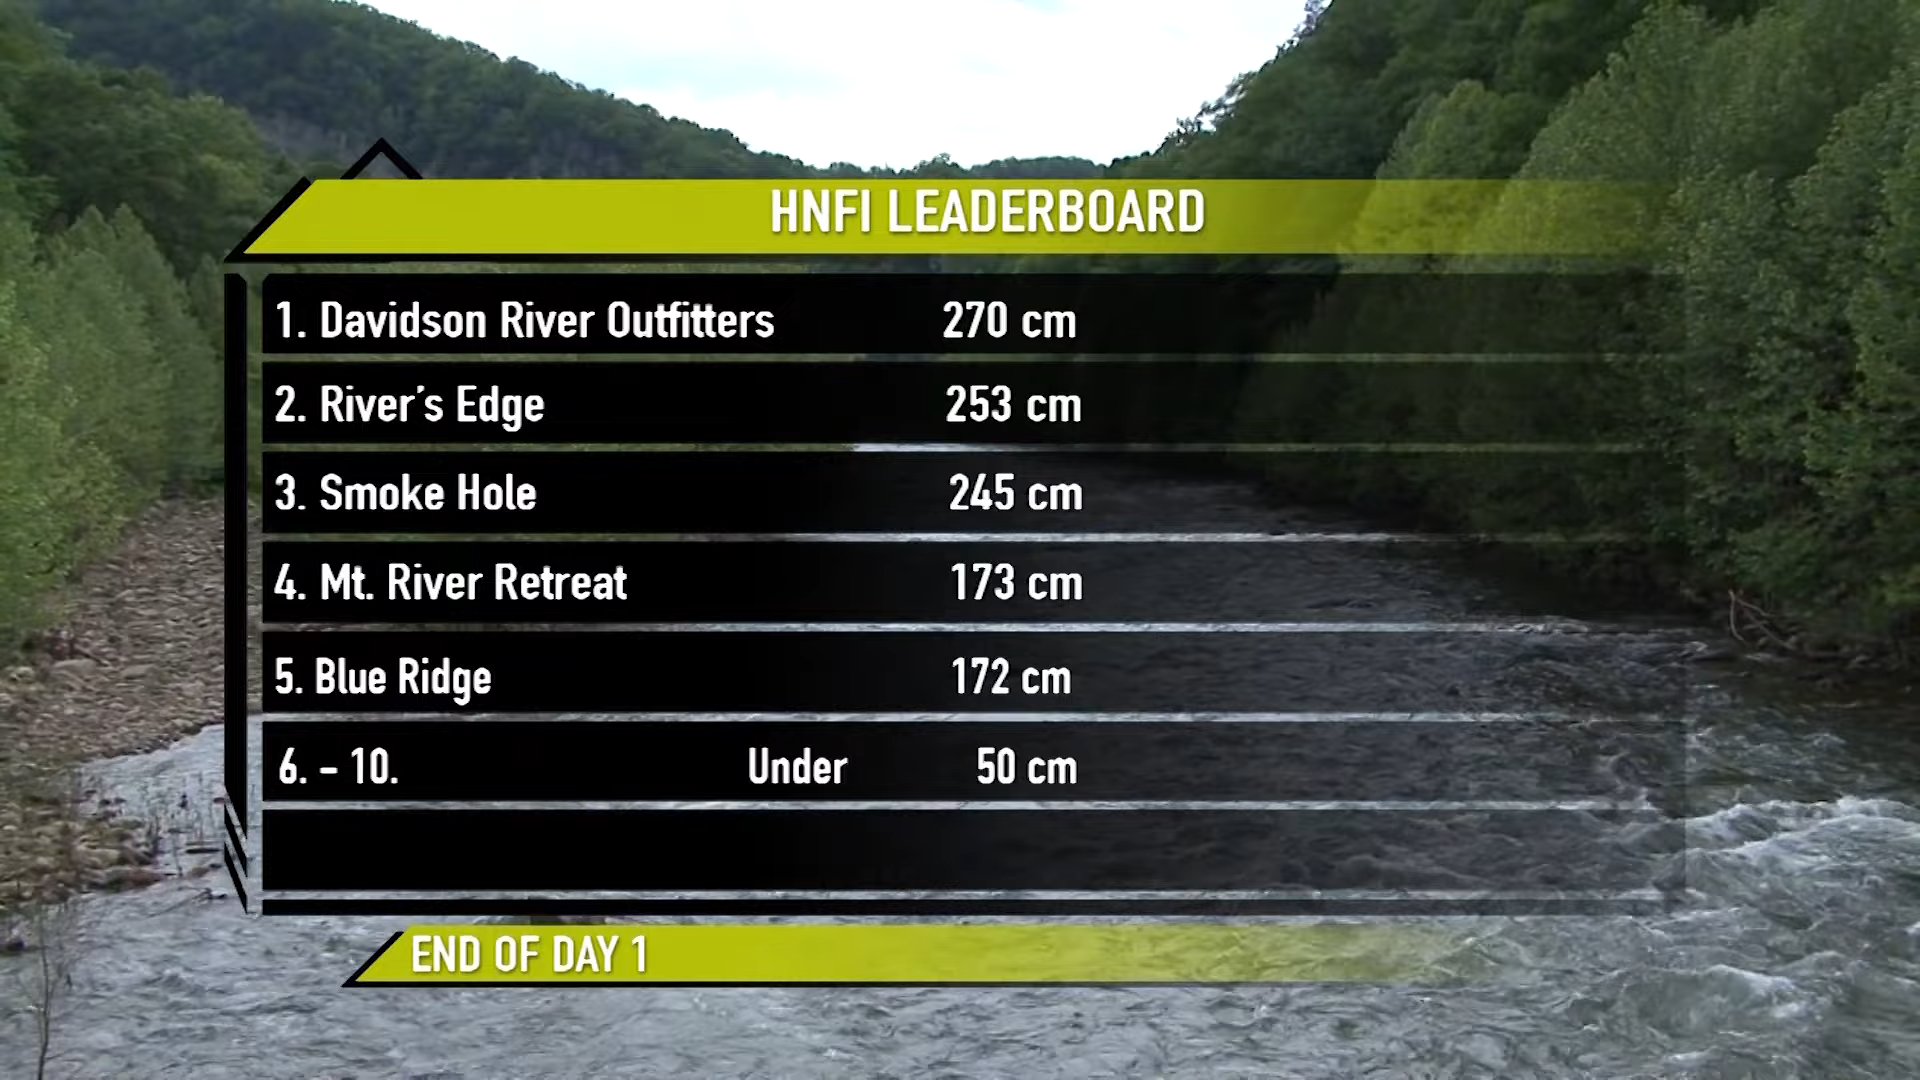 HNFI LEADERBOARD
1. Davidson River Outfitters 270 cm
2. River's Edge 253 cm
3. Smoke Hole 245 cm
4. Mt. River Retreat 173 cm
5. Blue Ridge 172 cm
6. – 10. Under 50 cm
END OF DAY 1